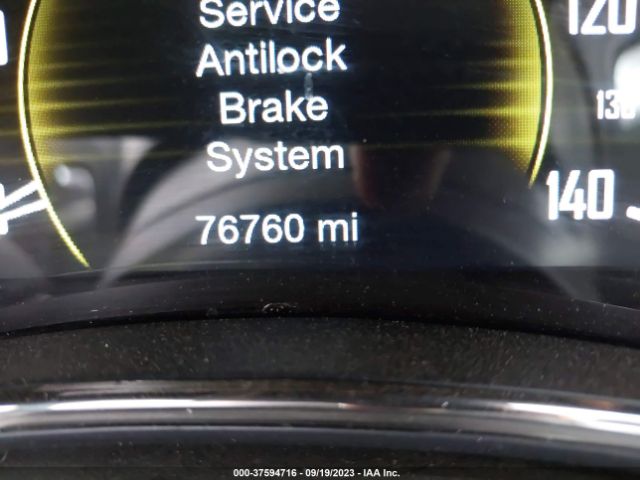 Service
120
Antilock
Brake
130
System
140
76760 mi
000-37594716 - 09/19/2023 - IAA Inc.